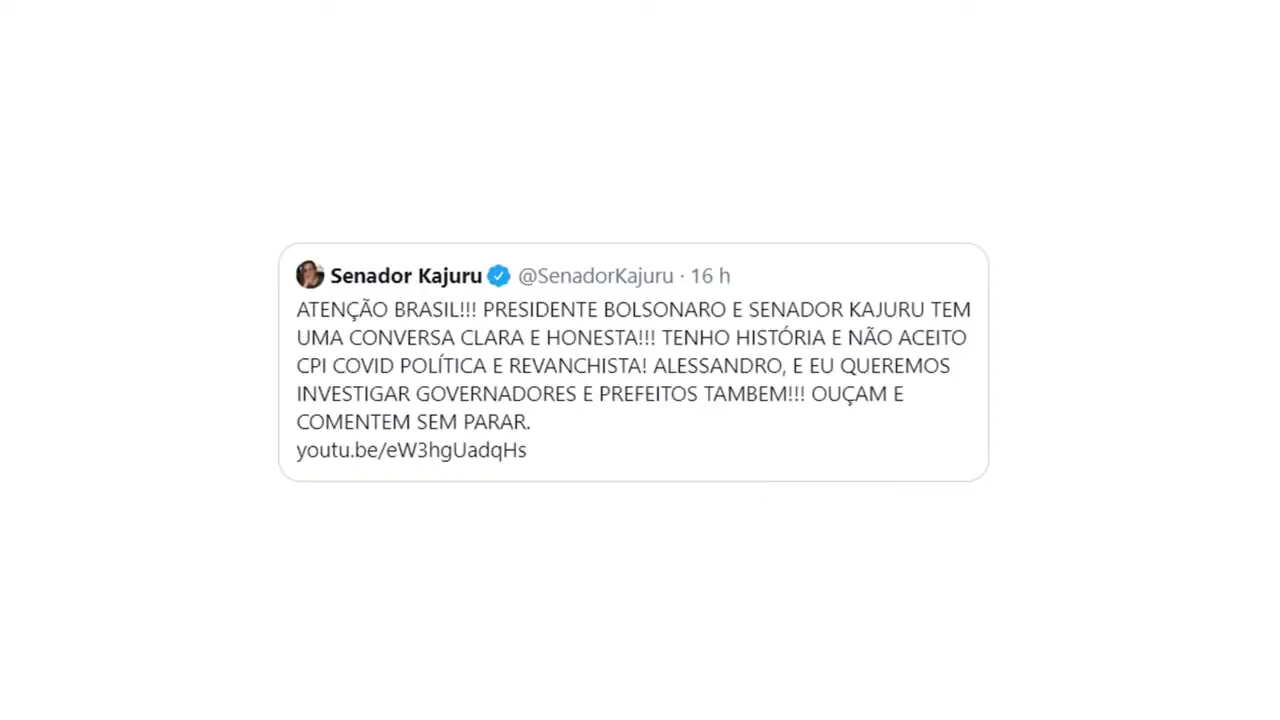 Senador Kajuru @SenadorKajuru · 16 h
ATENÇÃO BRASIL!!! PRESIDENTE BOLSONARO E SENADOR KAJURU TEM
UMA CONVERSA CLARA E HONESTA!!! TENHO HISTÓRIA E NÃO ACEITO
CPI COVID POLÍTICA E REVANCHISTA! ALESSANDRO, E EU QUEREMOS
INVESTIGAR GOVERNADORES E PREFEITOS TAMBEM!!! OUÇAM E
COMENTEM SEM PARAR.
youtu.be/eW3hgUadqHs